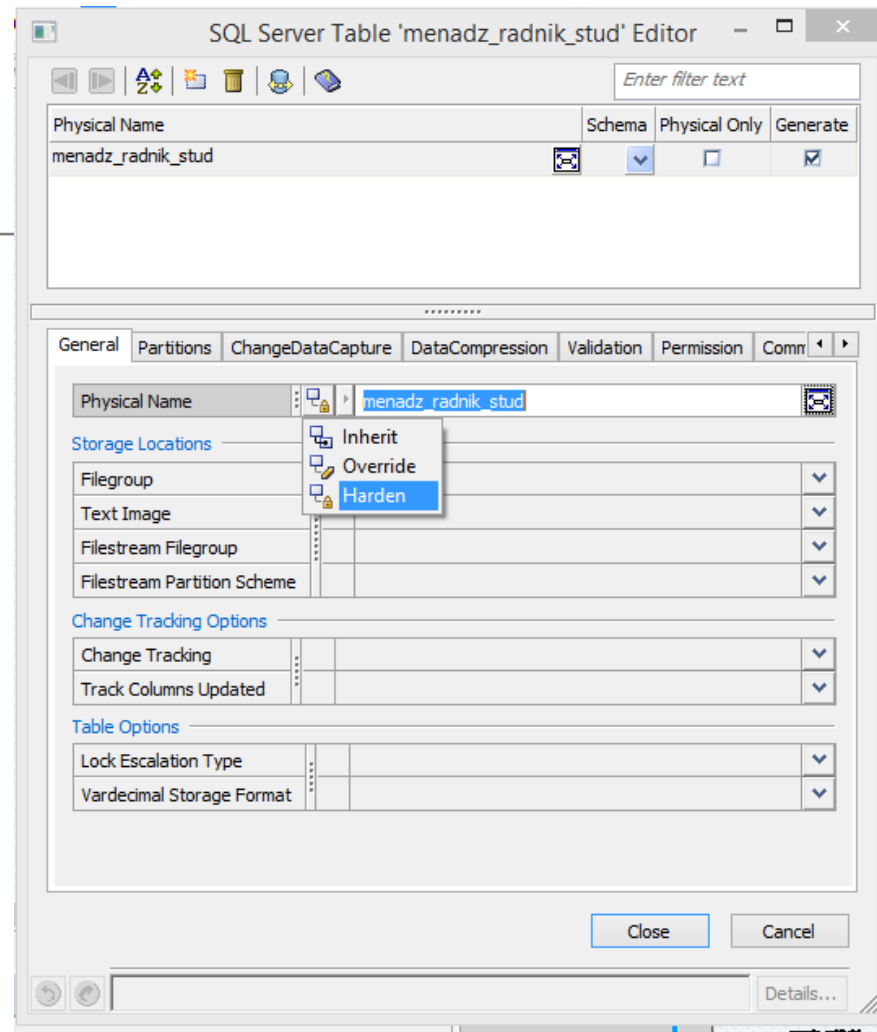 SQL Server Table 'menadz_radnik_stud' Editor
Enter filter text
Physical Name Schema Physical Only Generate
menadz_radnik_stud
General Partitions ChangeDataCapture DataCompression Validation Permission Comm
Physical Name menadz_radnik_stud
Inherit
Storage Locations
Override
Filegroup
Harden
Text Image
Filestream Filegroup
Filestream Partition Scheme
Change Tracking Options
Change Tracking
Track Columns Updated
Table Options
Lock Escalation Type
Vardecimal Storage Format
Close Cancel
Details...